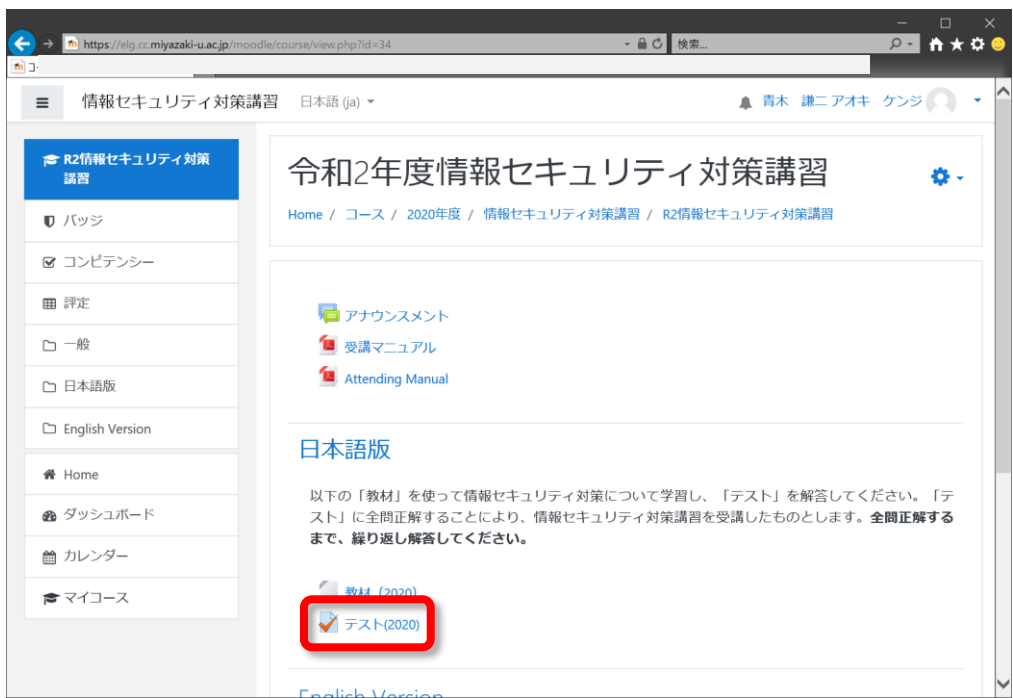 https://elg.cc.miyazaki-u.ac.jp/moodle/course/view.php?id=34
検索...
情報セキュリティ対策講習 日本語 (ja)
青木 謙二 アオキ ケンジ
R2情報セキュリティ対策
講習
バッジ
コンピテンシー
評定
一般
日本語版
English Version
Home
ダッシュボード
カレンダー
マイコース
令和2年度情報セキュリティ対策講習
Home / コース / 2020年度 / 情報セキュリティ対策講習 / R2情報セキュリティ対策講習
アナウンスメント
受講マニュアル
Attending Manual
日本語版
以下の「教材」を使って情報セキュリティ対策について学習し、「テスト」を解答してください。「テ
スト」に全問正解することにより、情報セキュリティ対策講習を受講したものとします。全問正解する
まで、繰り返し解答してください。
教材 (2020)
テスト(2020)
English Version